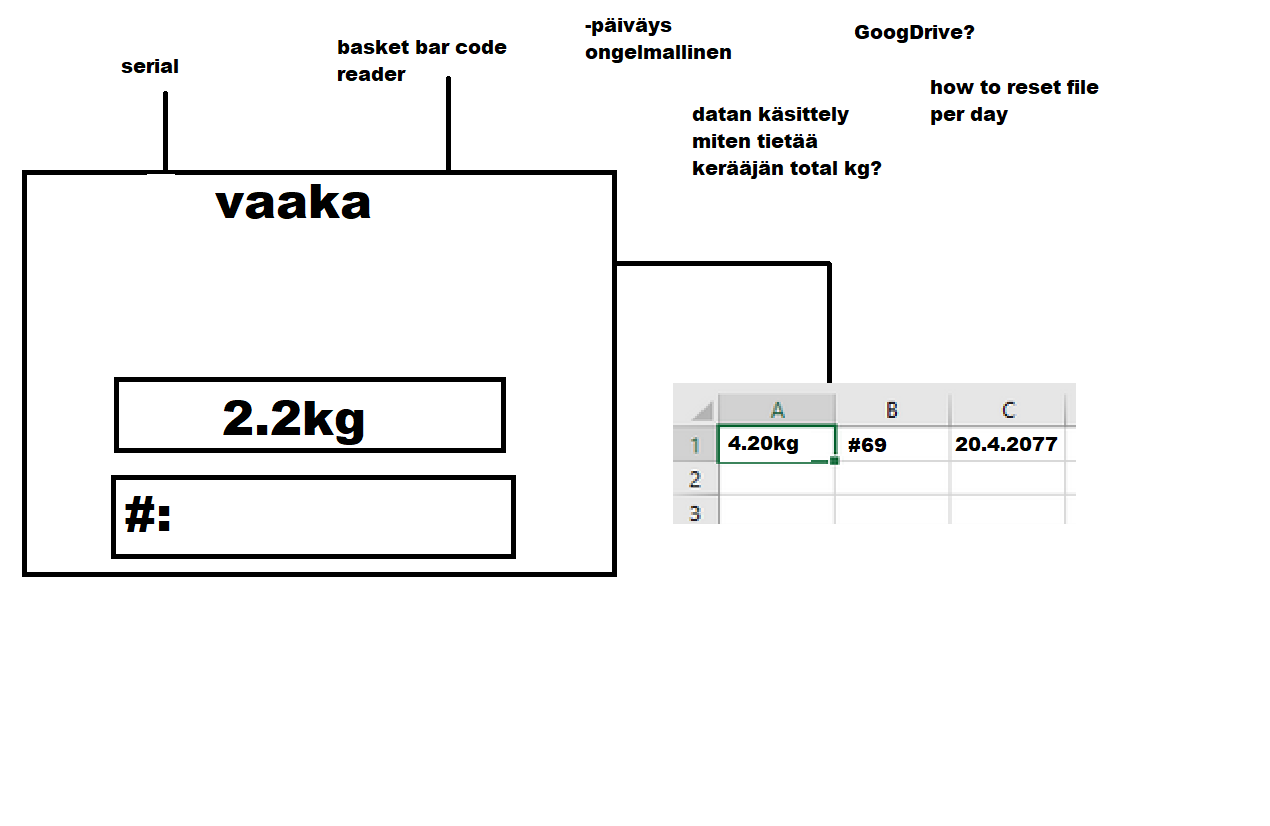 serial
basket bar code
reader
-päiväys
ongelmallinen
GoogDrive?
how to reset file
per day
datan käsittely
miten tietää
kerääjän total kg?
vaaka
2.2kg
#:
A B C
1 4.20kg #69 20.4.2077
2
3